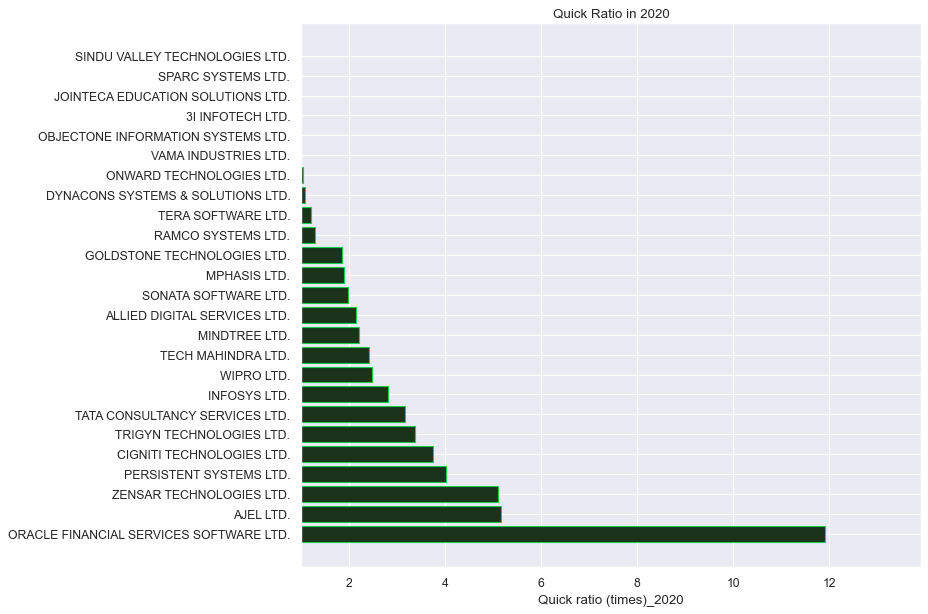 Quick Ratio in 2020
SINDU VALLEY TECHNOLOGIES LTD.
SPARC SYSTEMS LTD.
JOINTECA EDUCATION SOLUTIONS LTD.
3I INFOTECH LTD.
OBJECTONE INFORMATION SYSTEMS LTD.
VAMA INDUSTRIES LTD.
ONWARD TECHNOLOGIES LTD.
DYNACONS SYSTEMS & SOLUTIONS LTD.
TERA SOFTWARE LTD.
RAMCO SYSTEMS LTD.
GOLDSTONE TECHNOLOGIES LTD.
MPHASIS LTD.
SONATA SOFTWARE LTD.
ALLIED DIGITAL SERVICES LTD.
MINDTREE LTD.
TECH MAHINDRA LTD.
WIPRO LTD.
INFOSYS LTD.
TATA CONSULTANCY SERVICES LTD.
TRIGYN TECHNOLOGIES LTD.
CIGNITI TECHNOLOGIES LTD.
PERSISTENT SYSTEMS LTD.
ZENSAR TECHNOLOGIES LTD.
AJEL LTD.
ORACLE FINANCIAL SERVICES SOFTWARE LTD.
2 4 6 8 10 12
Quick ratio (times)_2020